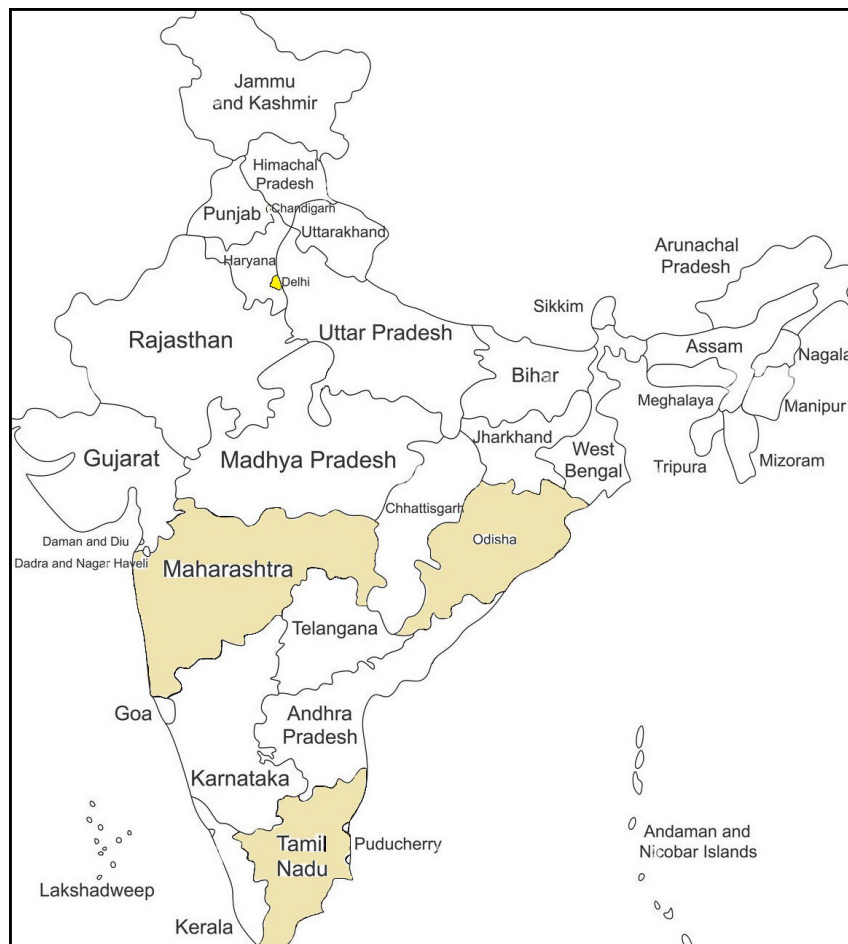 Jammu
and Kashmir
Himachal
Pradesh
Punjab
Chandigarh
Uttarakhand
Haryana
Delhi
Arunachal
Pradesh
Sikkim
Rajasthan
Uttar Pradesh
Assam
Nagala
Bihar
Meghalaya
Manipur
Jharkhand
West
Bengal
Tripura
Mizoram
Gujarat
Madhya Pradesh
Chhattisgarh
Daman and Diu
Odisha
Dadra and Nagar Haveli
Maharashtra
Telangana
Goa
Andhra
Pradesh
Karnataka
Tamil
Nadu
Puducherry
Andaman and
Nicobar Islands
Lakshadweep
Kerala